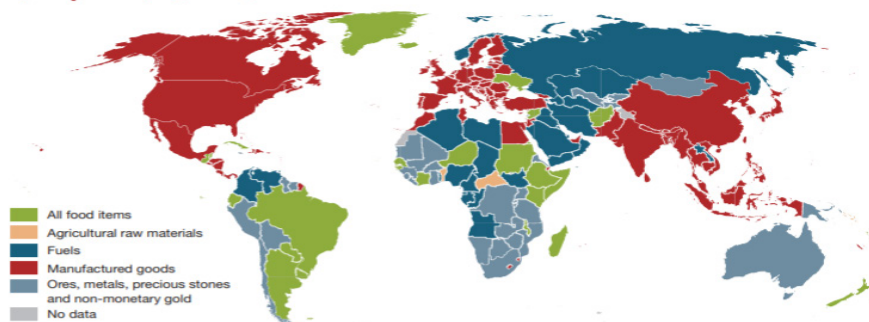 All food items
Agricultural raw materials
Fuels
Manufactured goods
Ores, metals, precious stones
and non-monetary gold
No data